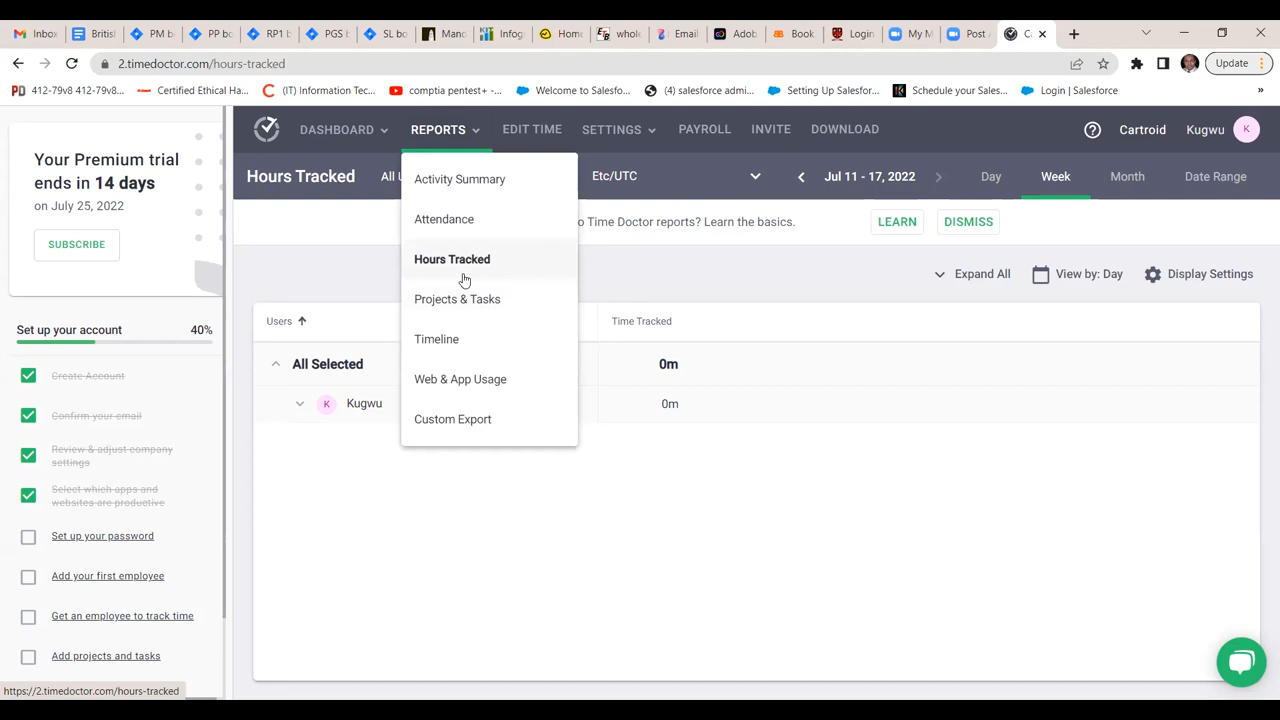 Inbox
British
PM bo
PP bo
RP1 b
PGS b
SL bo
Mano
Infog
Home
whole
Email
Adob
Book
Login
My M
Post A
Ca
2.timedoctor.com/hours-tracked
Update
412-79v8 412-79v8...
Certified Ethical Ha...
(IT) Information Tec...
comptia pentest+ -...
Welcome to Salesfo...
(4) salesforce admi...
Setting Up Salesfor...
Schedule your Sales...
Login | Salesforce
»
Your Premium trial
ends in 14 days
on July 25, 2022
SUBSCRIBE
Set up your account 40%
Create Account
Confirm your email
Review & adjust company
settings
Select which apps and
websites are productive
Set up your password
Add your first employee
Get an employee to track time
Add projects and tasks
https://2.timedoctor.com/hours-tracked
DASHBOARD REPORTS EDIT TIME SETTINGS PAYROLL INVITE DOWNLOAD
Cartroid Kugwu K
Hours Tracked All U Etc/UTC Jul 11 - 17, 2022 Day Week Month Date Range
Activity Summary
Attendance
Hours Tracked
Projects & Tasks
Timeline
Web & App Usage
Custom Export
o Time Doctor reports? Learn the basics. LEARN DISMISS
Expand All View by: Day Display Settings
Users Time Tracked
All Selected 0m
K Kugwu 0m